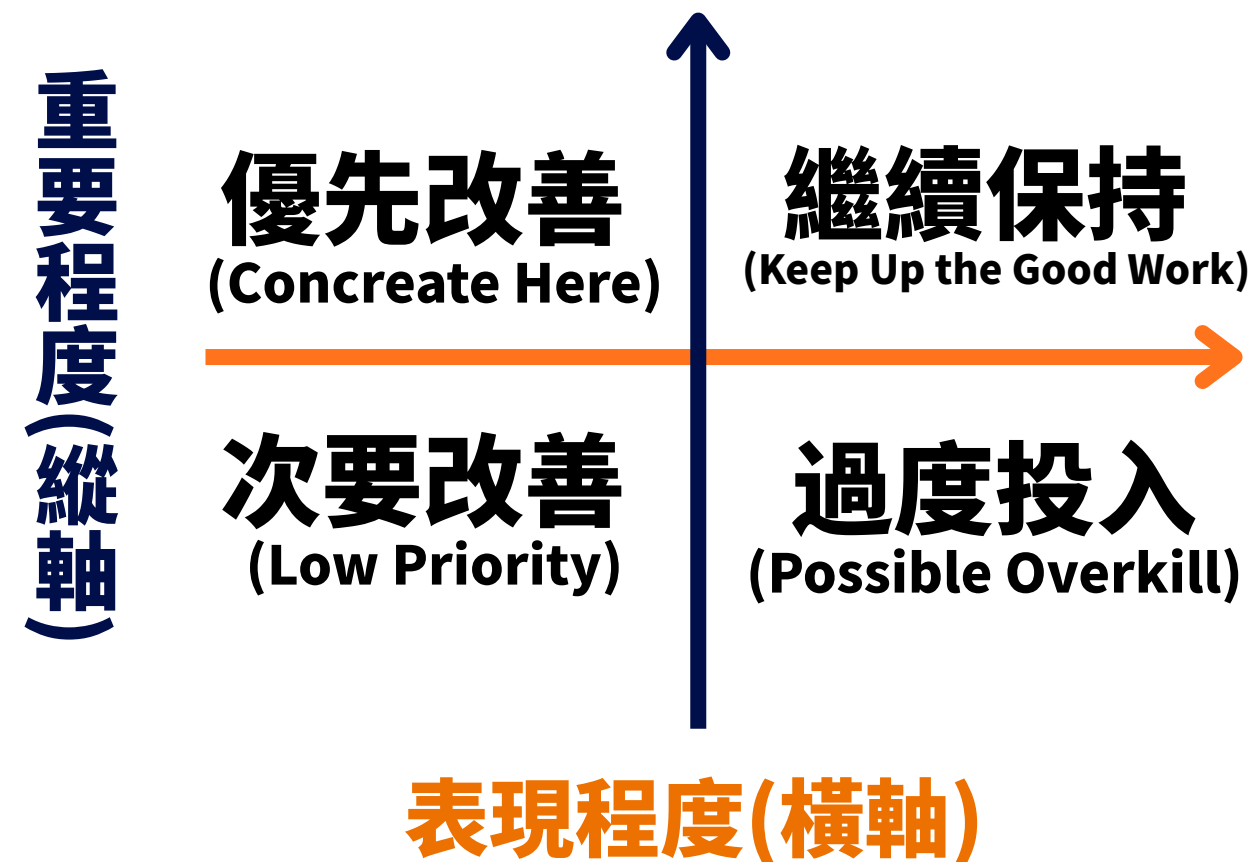 重要程度(縱軸)
優先改善
(Concreate Here)
繼續保持
(Keep Up the Good Work)
次要改善
(Low Priority)
過度投入
(Possible Overkill)
表現程度(橫軸)